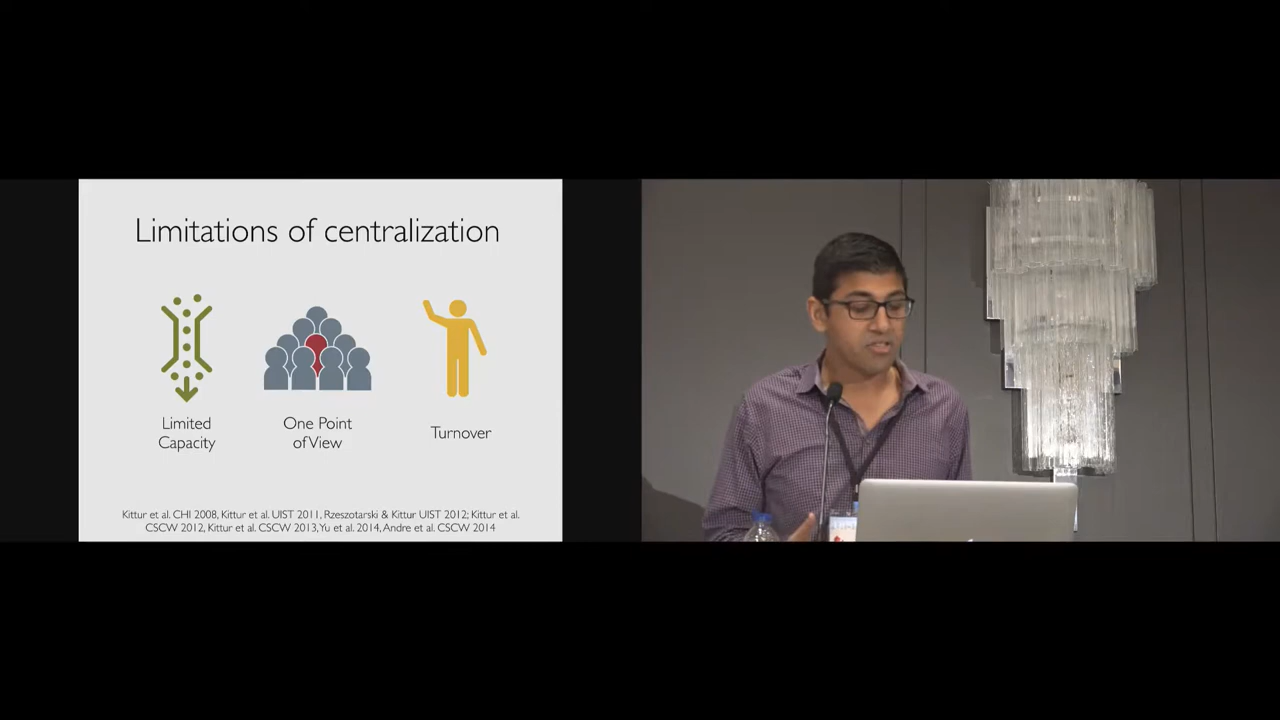 Limitations of centralization
Limited
Capacity
One Point
of View
Turnover
Kittur et al. CHI 2008, Kittur et al. UIST 2011, Rzeszotarski & Kittur UIST 2012; Kittur et al.
CSCW 2012, Kittur et al. CSCW 2013, Yu et al. 2014, Andre et al. CSCW 2014